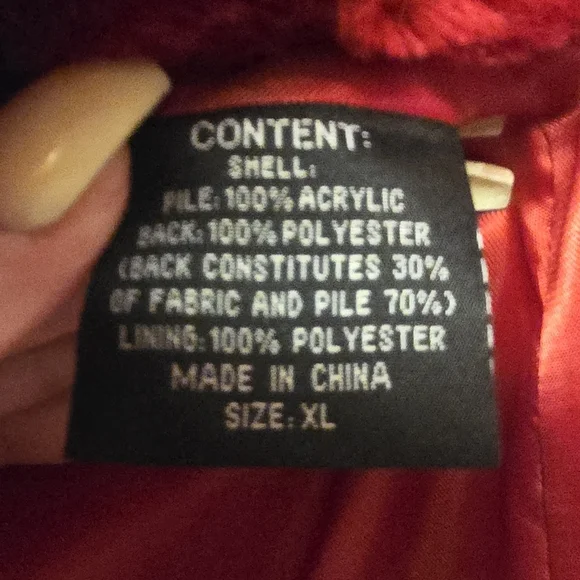 CONTENT:
SHELL:
PILE: 100% ACRYLIC
BACK: 100% POLYESTER
(BACK CONSTITUTES 30%
OF FABRIC AND PILE 70%)
LINING: 100% POLYESTER
MADE IN CHINA
SIZE: XL